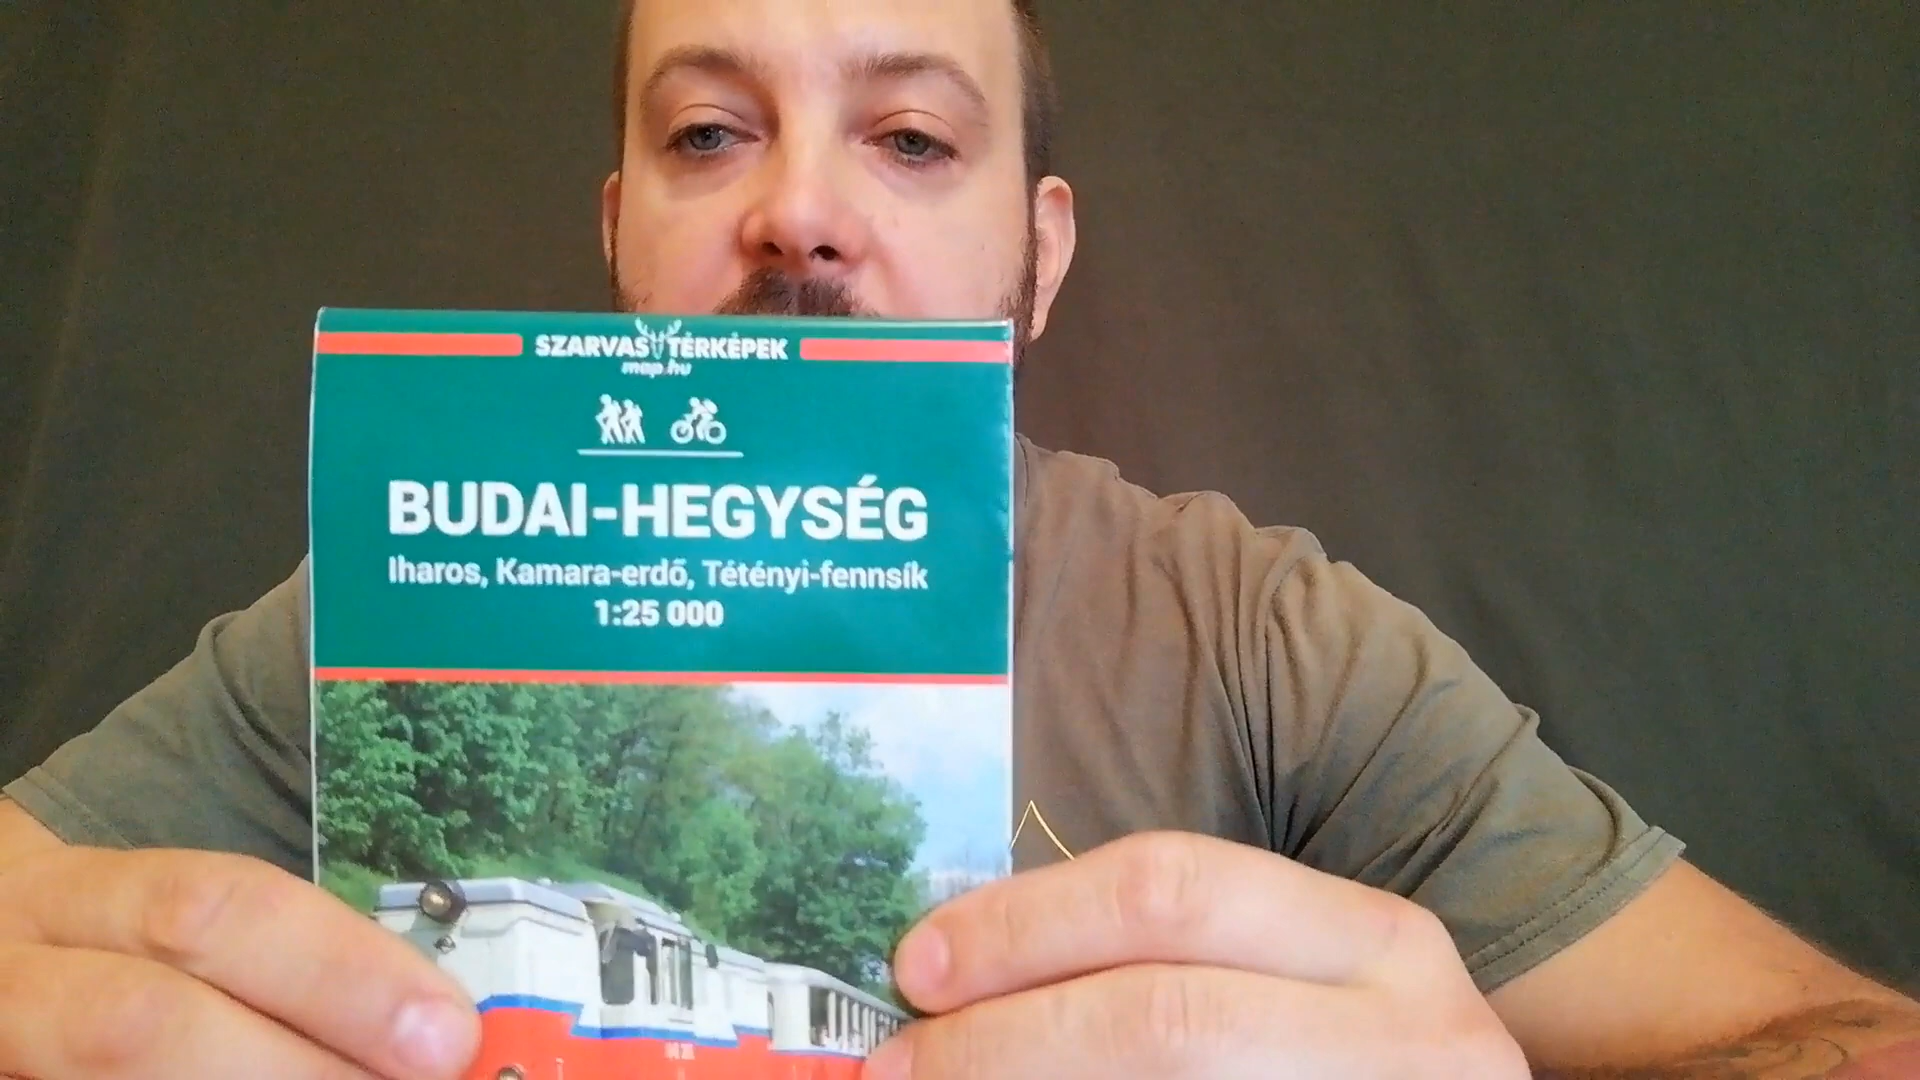 SZARVAS TÉRKÉPEK
map.hu
BUDAI-HEGYSÉG
Iharos, Kamara-erdő, Tétényi-fennsík
1:25 000